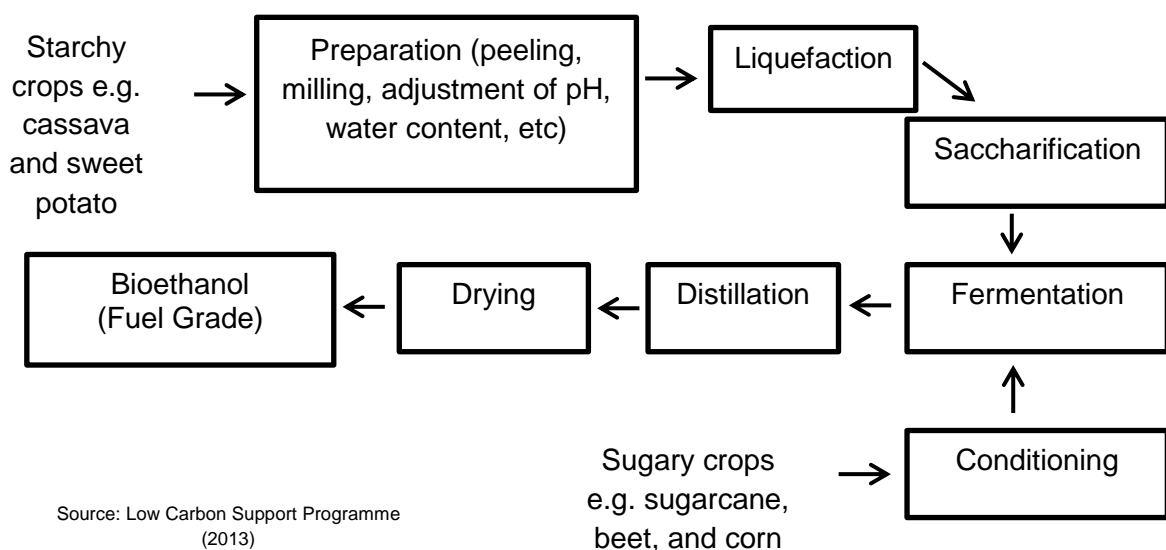 Starchy
crops e.g.
cassava
and sweet
potato
Preparation (peeling,
milling, adjustment of pH,
water content, etc)
Liquefaction
Saccharification
Fermentation
Distillation
Drying
Bioethanol
(Fuel Grade)
Sugary crops
e.g. sugarcane,
beet, and corn
Conditioning
Source: Low Carbon Support Programme
(2013)